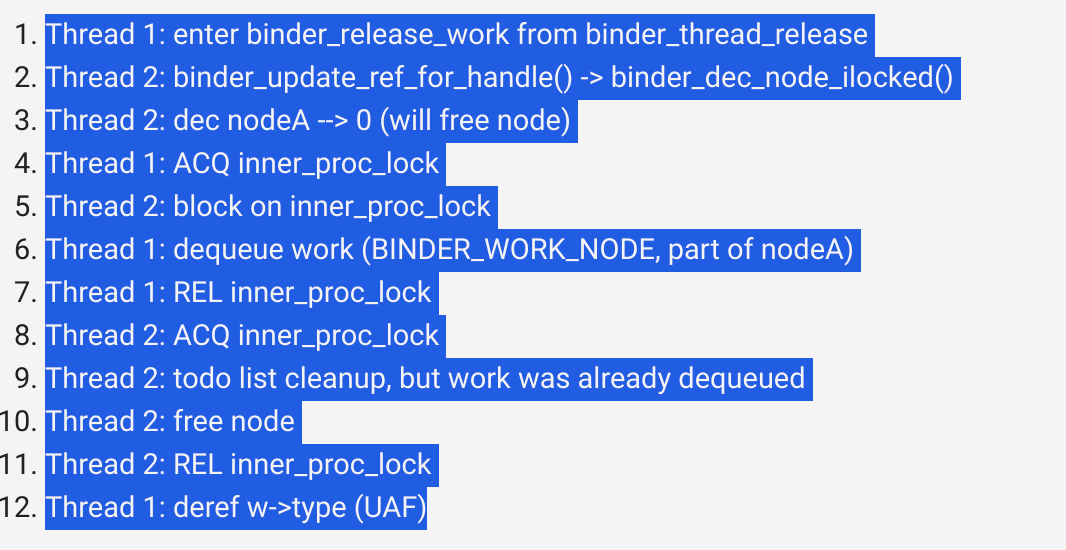 1. Thread 1: enter binder_release_work from binder_thread_release
2. Thread 2: binder_update_ref_for_handle() -> binder_dec_node_ilocked()
3. Thread 2: dec nodeA --> 0 (will free node)
4. Thread 1: ACQ inner_proc_lock
5. Thread 2: block on inner_proc_lock
6. Thread 1: dequeue work (BINDER_WORK_NODE, part of nodeA)
7. Thread 1: REL inner_proc_lock
8. Thread 2: ACQ inner_proc_lock
9. Thread 2: todo list cleanup, but work was already dequeued
10. Thread 2: free node
11. Thread 2: REL inner_proc_lock
12. Thread 1: deref w->type (UAF)